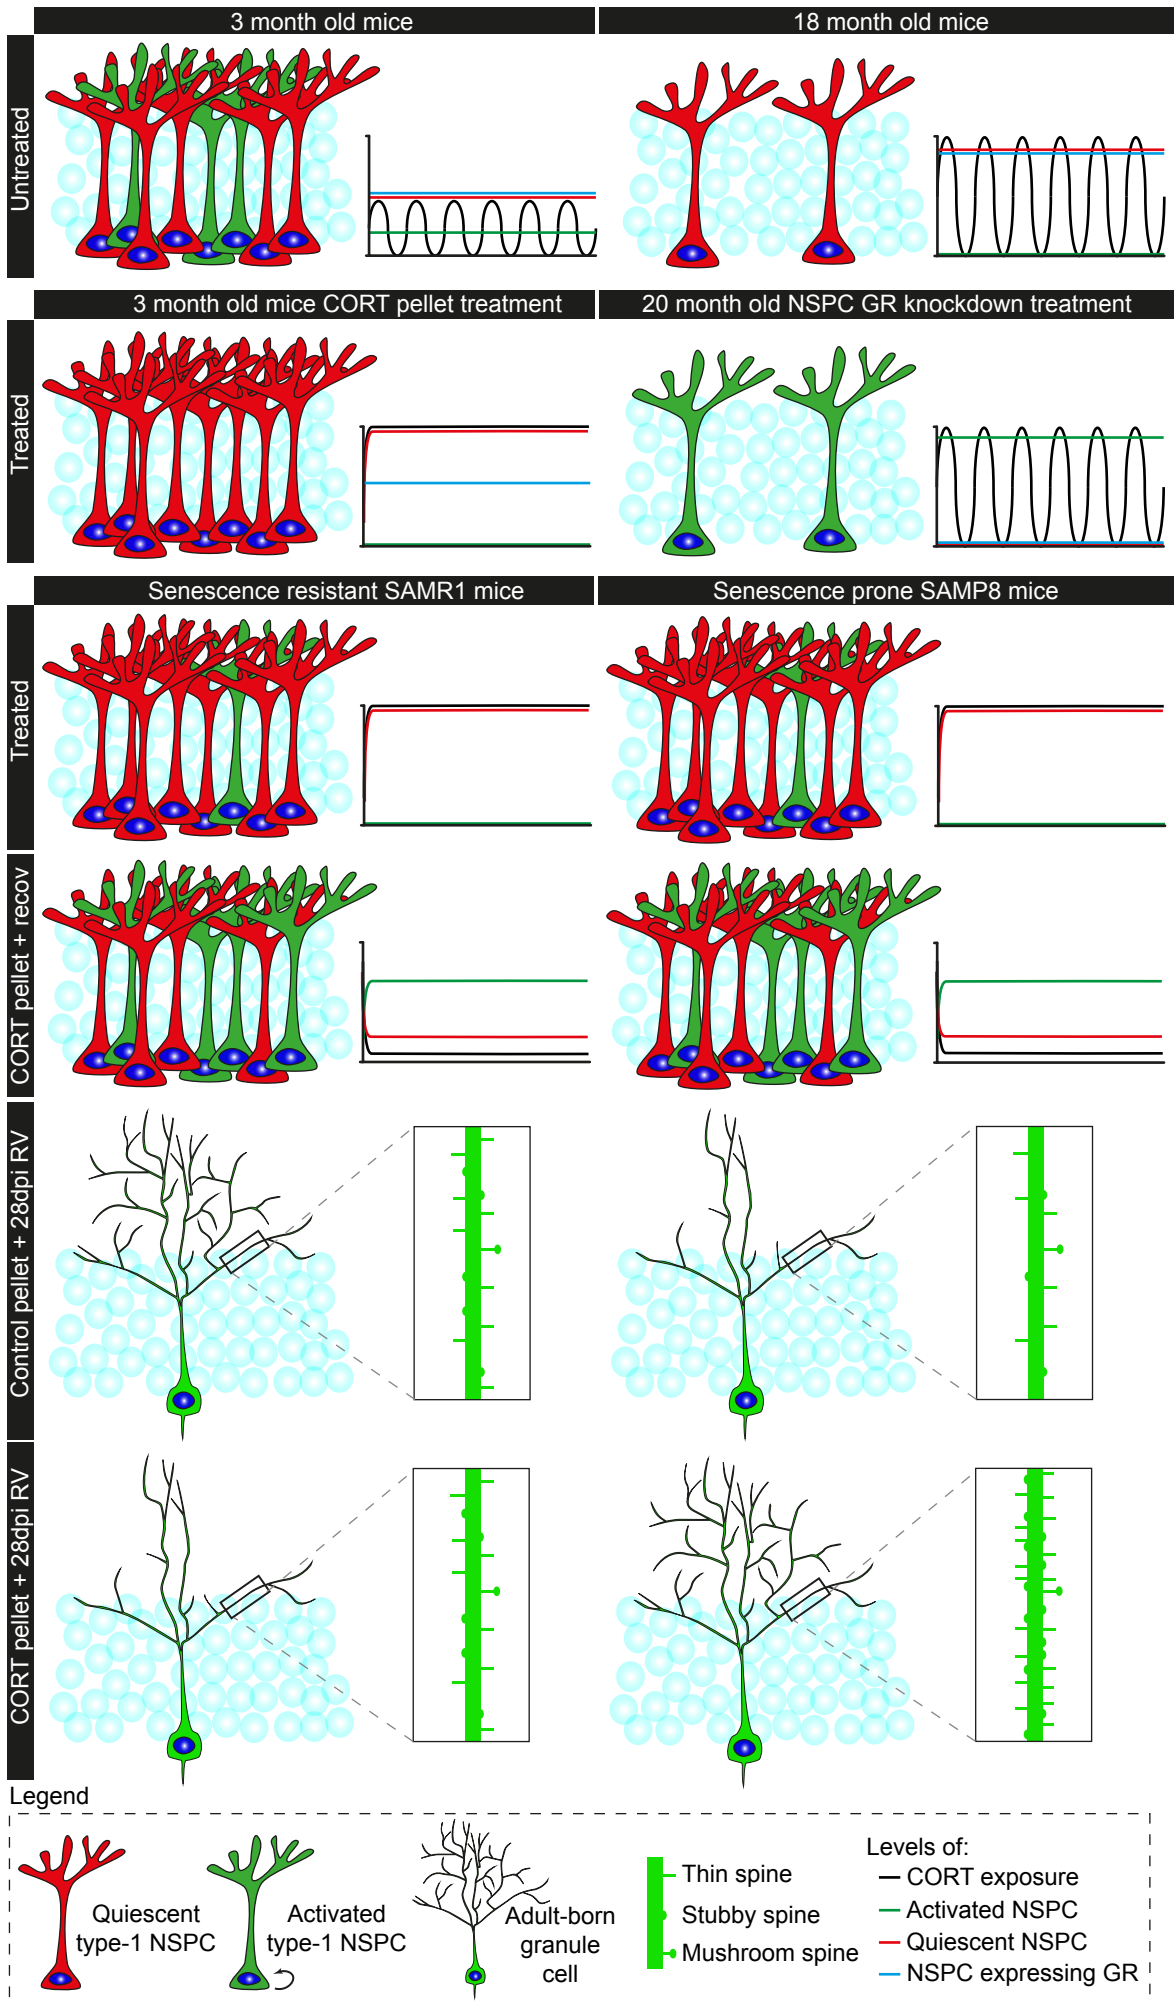 3 month old mice
18 month old mice
Untreated
3 month old mice CORT pellet treatment
20 month old NSPC GR knockdown treatment
Treated
Senescence resistant SAMR1 mice
Senescence prone SAMP8 mice
Treated
CORT pellet + recov
Control pellet + 28dpi RV
CORT pellet + 28dpi RV
Legend
Quiescent
type-1 NSPC
Activated
type-1 NSPC
Adult-born
granule
cell
Thin spine
Stubby spine
Mushroom spine
Levels of:
CORT exposure
Activated NSPC
Quiescent NSPC
NSPC expressing GR